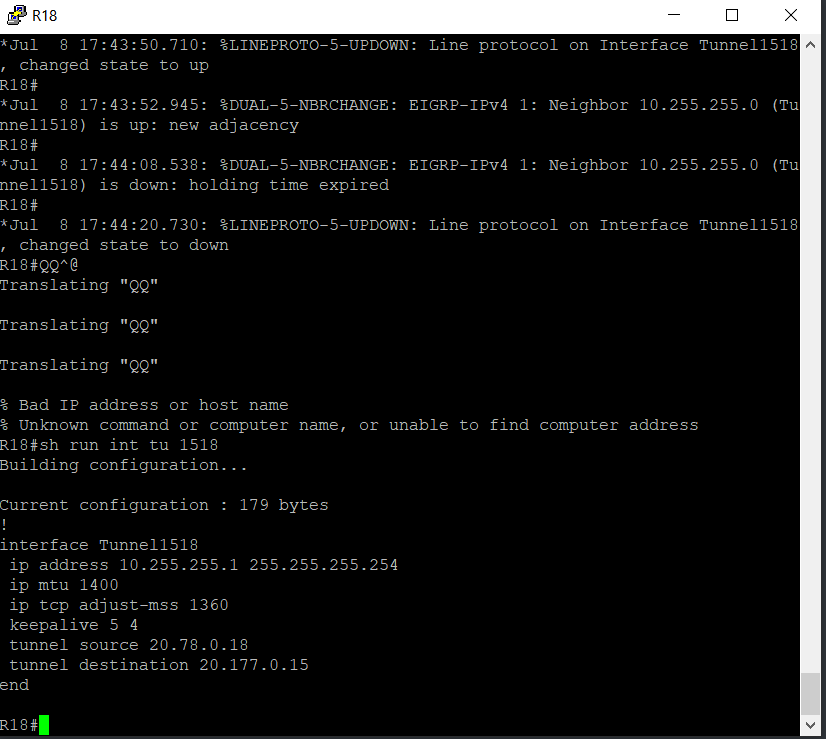 R18
*Jul  8 17:43:50.710: %LINEPROTO-5-UPDOWN: Line protocol on Interface Tunnel1518
, changed state to up
R18#
*Jul  8 17:43:52.945: %DUAL-5-NBRCHANGE: EIGRP-IPv4 1: Neighbor 10.255.255.0 (Tu
nnel1518) is up: new adjacency
R18#
*Jul  8 17:44:08.538: %DUAL-5-NBRCHANGE: EIGRP-IPv4 1: Neighbor 10.255.255.0 (Tu
nnel1518) is down: holding time expired
R18#
*Jul  8 17:44:20.730: %LINEPROTO-5-UPDOWN: Line protocol on Interface Tunnel1518
, changed state to down
R18#QQ^@
Translating "QQ"
Translating "QQ"
Translating "QQ"
% Bad IP address or host name
% Unknown command or computer name, or unable to find computer address
R18#sh run int tu 1518
Building configuration...
Current configuration : 179 bytes
!
interface Tunnel1518
 ip address 10.255.255.1 255.255.255.254
 ip mtu 1400
 ip tcp adjust-mss 1360
 keepalive 5 4
 tunnel source 20.78.0.18
 tunnel destination 20.177.0.15
end
R18#